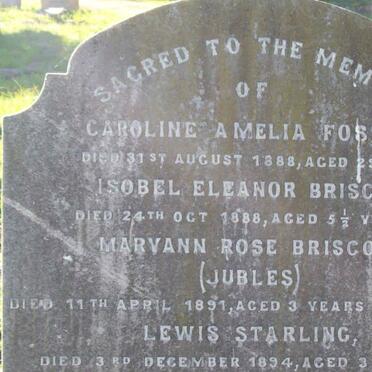 SACRED TO THE MEM
OF
CAROLINE AMELIA FOS
DIED 31ST AUGUST 1888, AGED 2
ISOBEL ELEANOR BRISC
DIED 24TH OCT 1888, AGED 5½ Y
MARYANN ROSE BRISCO
(JUBLES)
DIED 11TH APRIL 1891, AGED 3 YEARS
LEWIS STARLING,
DIED 3RD DECEMBER 1894, AGED 3